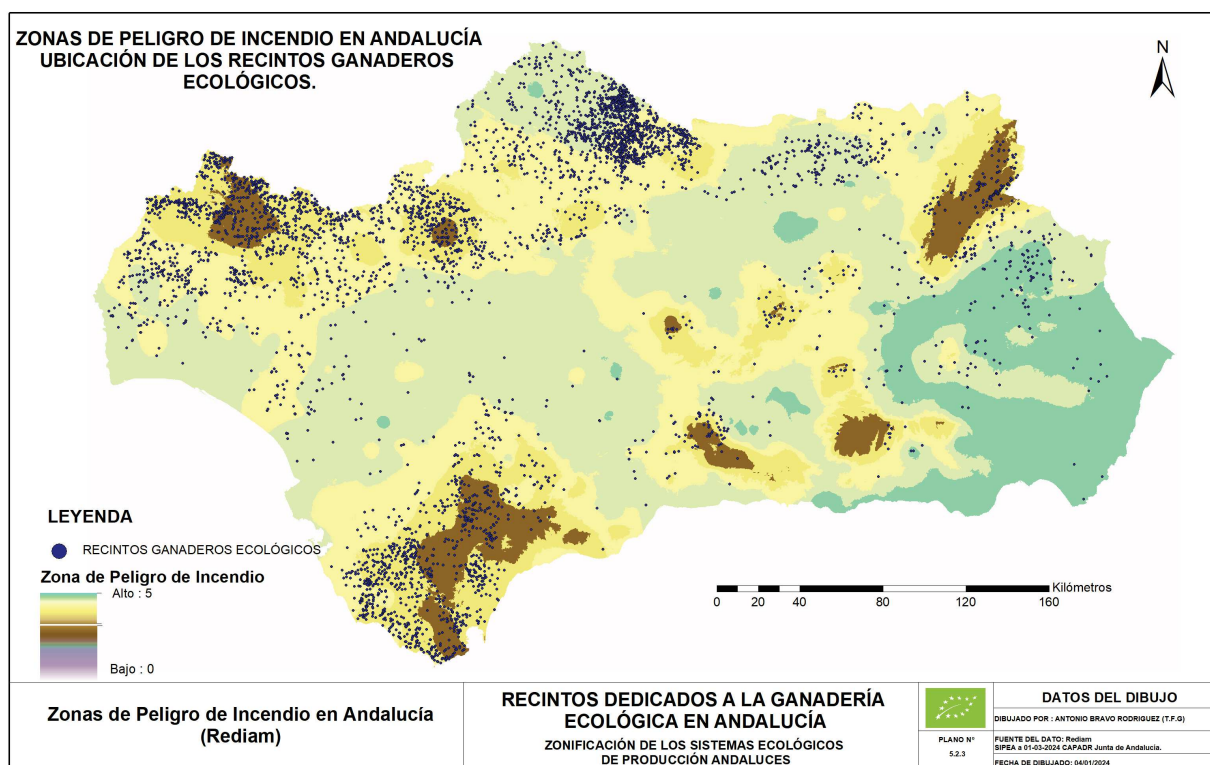 ZONAS DE PELIGRO DE INCENDIO EN ANDALUCÍA
UBICACIÓN DE LOS RECINTOS GANADEROS
ECOLÓGICOS.
N
LEYENDA
RECINTOS GANADEROS ECOLÓGICOS
Zona de Peligro de Incendio
Alto : 5
Bajo : 0
Kilómetros
0 20 40 80 120 160
Zonas de Peligro de Incendio en Andalucía
(Rediam)
RECINTOS DEDICADOS A LA GANADERÍA
ECOLÓGICA EN ANDALUCÍA
ZONIFICACIÓN DE LOS SISTEMAS ECOLÓGICOS
DE PRODUCCIÓN ANDALUCES
PLANO Nº
5.2.3
DATOS DEL DIBUJO
DIBUJADO POR : ANTONIO BRAVO RODRIGUEZ (T.F.G)
FUENTE DEL DATO: Rediam
SIPEA a 01-03-2024 CAPADR Junta de Andalucía.
FECHA DE DIBUJADO: 04/01/2024